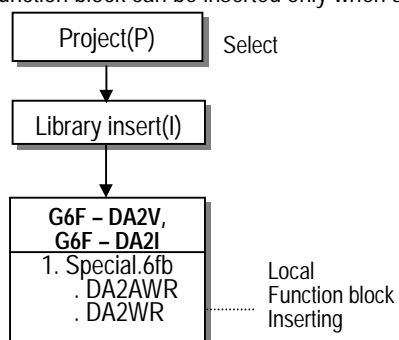 unction block can be inserted only when
Project(P)
Select
Library insert(I)
G6F – DA2V,
G6F – DA2I
1. Special.6fb
. DA2AWR
. DA2WR
Local
Function block
Inserting